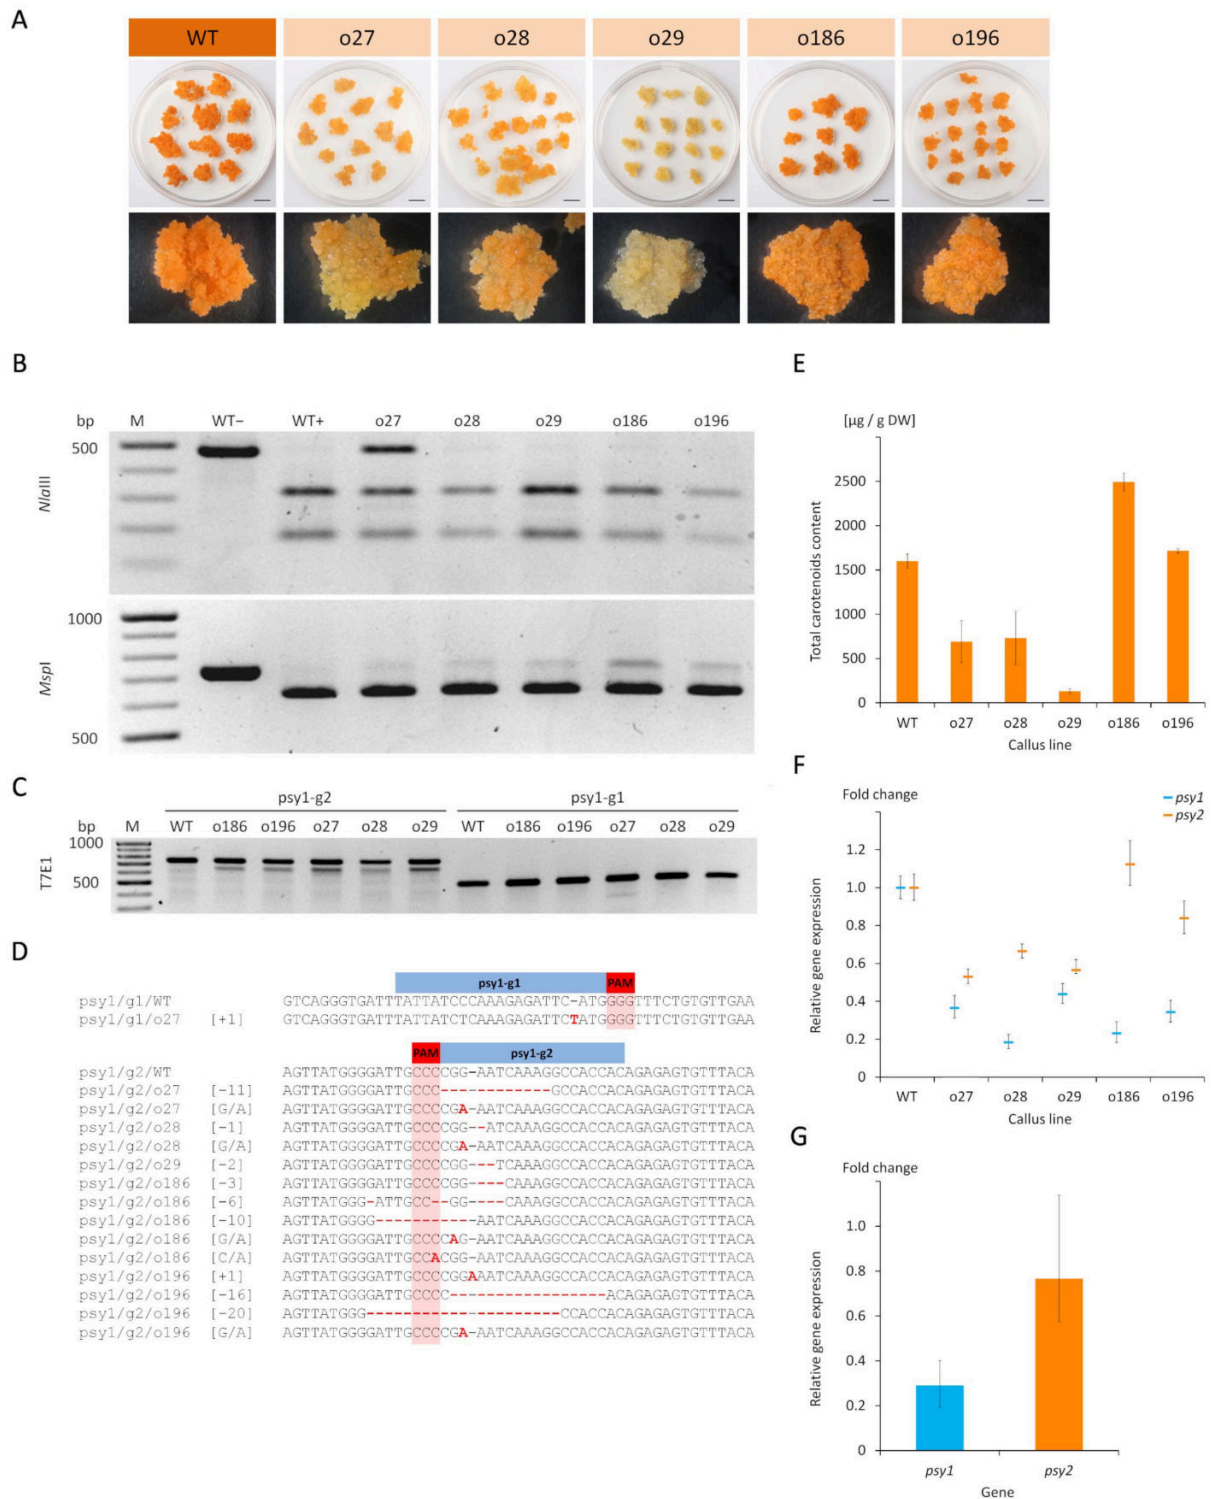 A
WT o27 o28 o29 o186 o196
B
bp M WT– WT+ o27 o28 o29 o186 o196
500
NlaIII
1000
MspI
500
C
psy1-g2 psy1-g1
bp M WT o186 o196 o27 o28 o29 WT o186 o196 o27 o28 o29
1000
T7E1
500
D
psy1-g1 PAM
psy1/g1/WT GTCAGGGTGATTTATTATCCCAAAGAGATTC-ATGGGGTTTCTGTGTTGAA
psy1/g1/o27 [+1] GTCAGGGTGATTTATTATCTCAAAGAGATTCTATGGGGTTTCTGTGTTGAA
PAM psy1-g2
psy1/g2/WT AGTTATGGGGATTGCCCCGG-AATCAAAGGCCACCACAGAGAGTGTTTACA
psy1/g2/o27 [-11] AGTTATGGGGATTGCCC------------GCCACCACAGAGAGTGTTTACA
psy1/g2/o27 [G/A] AGTTATGGGGATTGCCCCGA-AATCAAAGGCCACCACAGAGAGTGTTTACA
psy1/g2/o28 [-1] AGTTATGGGGATTGCCCCGG--ATCAAAGGCCACCACAGAGAGTGTTTACA
psy1/g2/o28 [G/A] AGTTATGGGGATTGCCCCGA-AATCAAAGGCCACCACAGAGAGTGTTTACA
psy1/g2/o29 [-2] AGTTATGGGGATTGCCCCGG---TCAAAGGCCACCACAGAGAGTGTTTACA
psy1/g2/o186 [-3] AGTTATGGGGATTGCCCCGG----CAAAGGCCACCACAGAGAGTGTTTACA
psy1/g2/o186 [-6] AGTTATGGG-ATTGCC--GG----CAAAGGCCACCACAGAGAGTGTTTACA
psy1/g2/o186 [-10] AGTTATGGGG-----------AATCAAAGGCCACCACAGAGAGTGTTTACA
psy1/g2/o186 [G/A] AGTTATGGGGATTGCCCCAG-AATCAAAGGCCACCACAGAGAGTGTTTACA
psy1/g2/o186 [C/A] AGTTATGGGGATTGCCACGG-AATCAAAGGCCACCACAGAGAGTGTTTACA
psy1/g2/o196 [+1] AGTTATGGGGATTGCCCCGGAAATCAAAGGCCACCACAGAGAGTGTTTACA
psy1/g2/o196 [-16] AGTTATGGGGATTGCCCC-----------------ACAGAGAGTGTTTACA
psy1/g2/o196 [-20] AGTTATGGG---------------------CCACCACAGAGAGTGTTTACA
psy1/g2/o196 [G/A] AGTTATGGGGATTGCCCCGA-AATCAAAGGCCACCACAGAGAGTGTTTACA
E
[µg / g DW]
Total carotenoids content
2500
2000
1500
1000
500
0
WT o27 o28 o29 o186 o196
Callus line
F
Fold change
psy1
psy2
Relative gene expression
1.2
1.0
0.8
0.6
0.4
0.2
0
WT o27 o28 o29 o186 o196
Callus line
G
Fold change
Relative gene expression
1.0
0.8
0.6
0.4
0.2
0
psy1 psy2
Gene